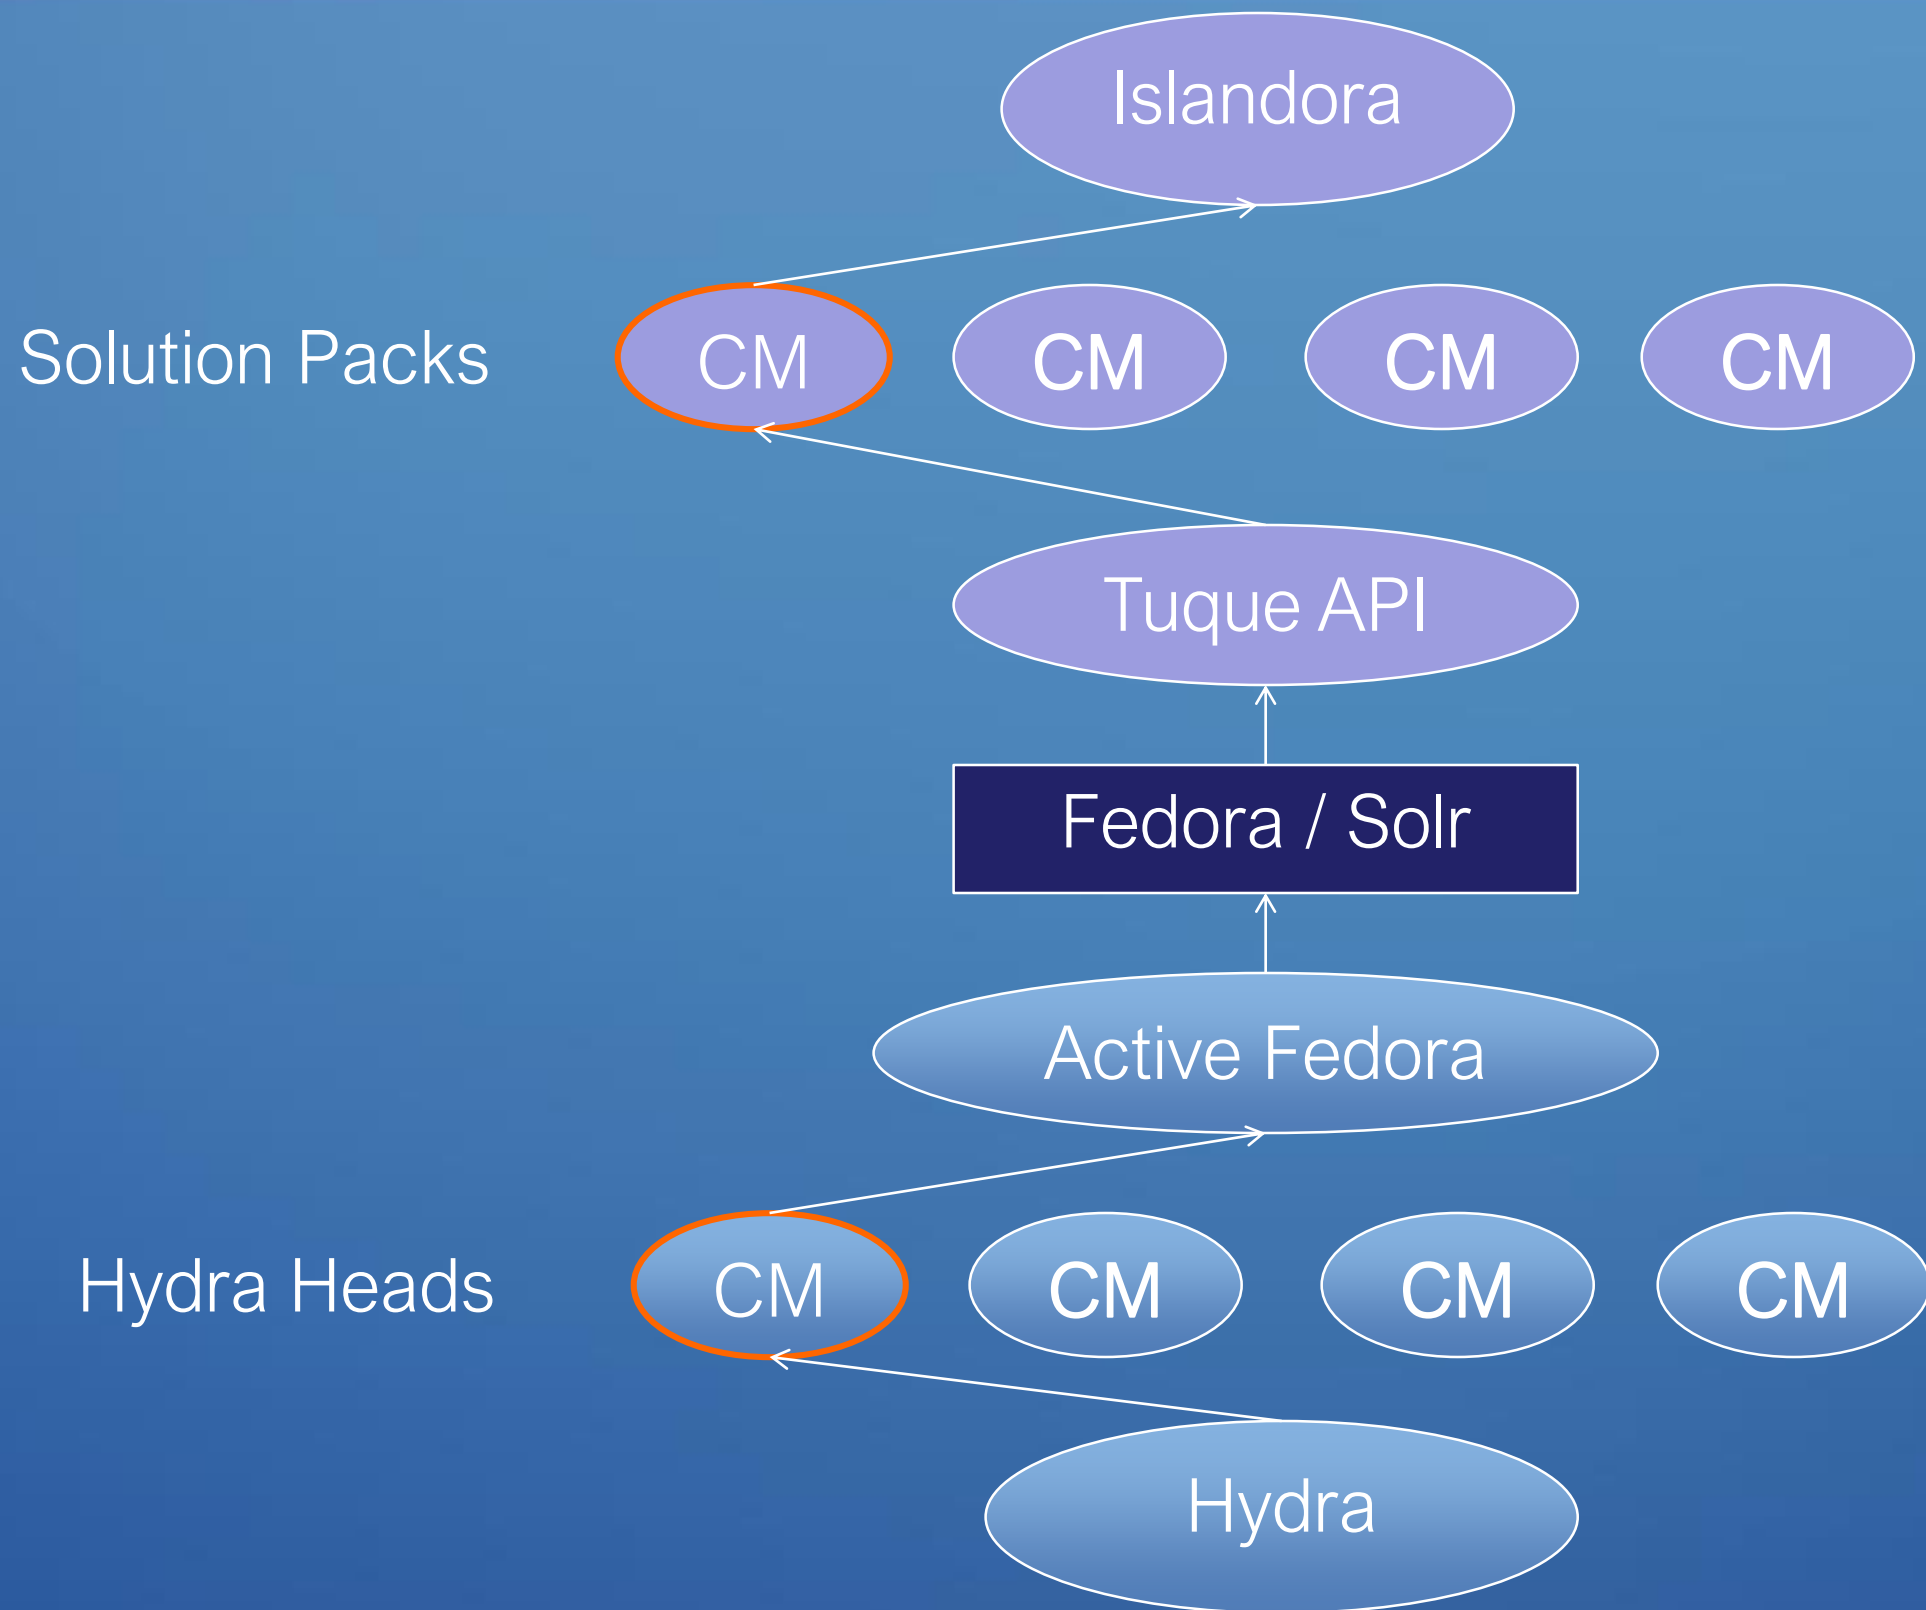 Islandora
Solution Packs CM CM CM CM
Tuque API
Fedora / Solr
Active Fedora
Hydra Heads CM CM CM CM
Hydra